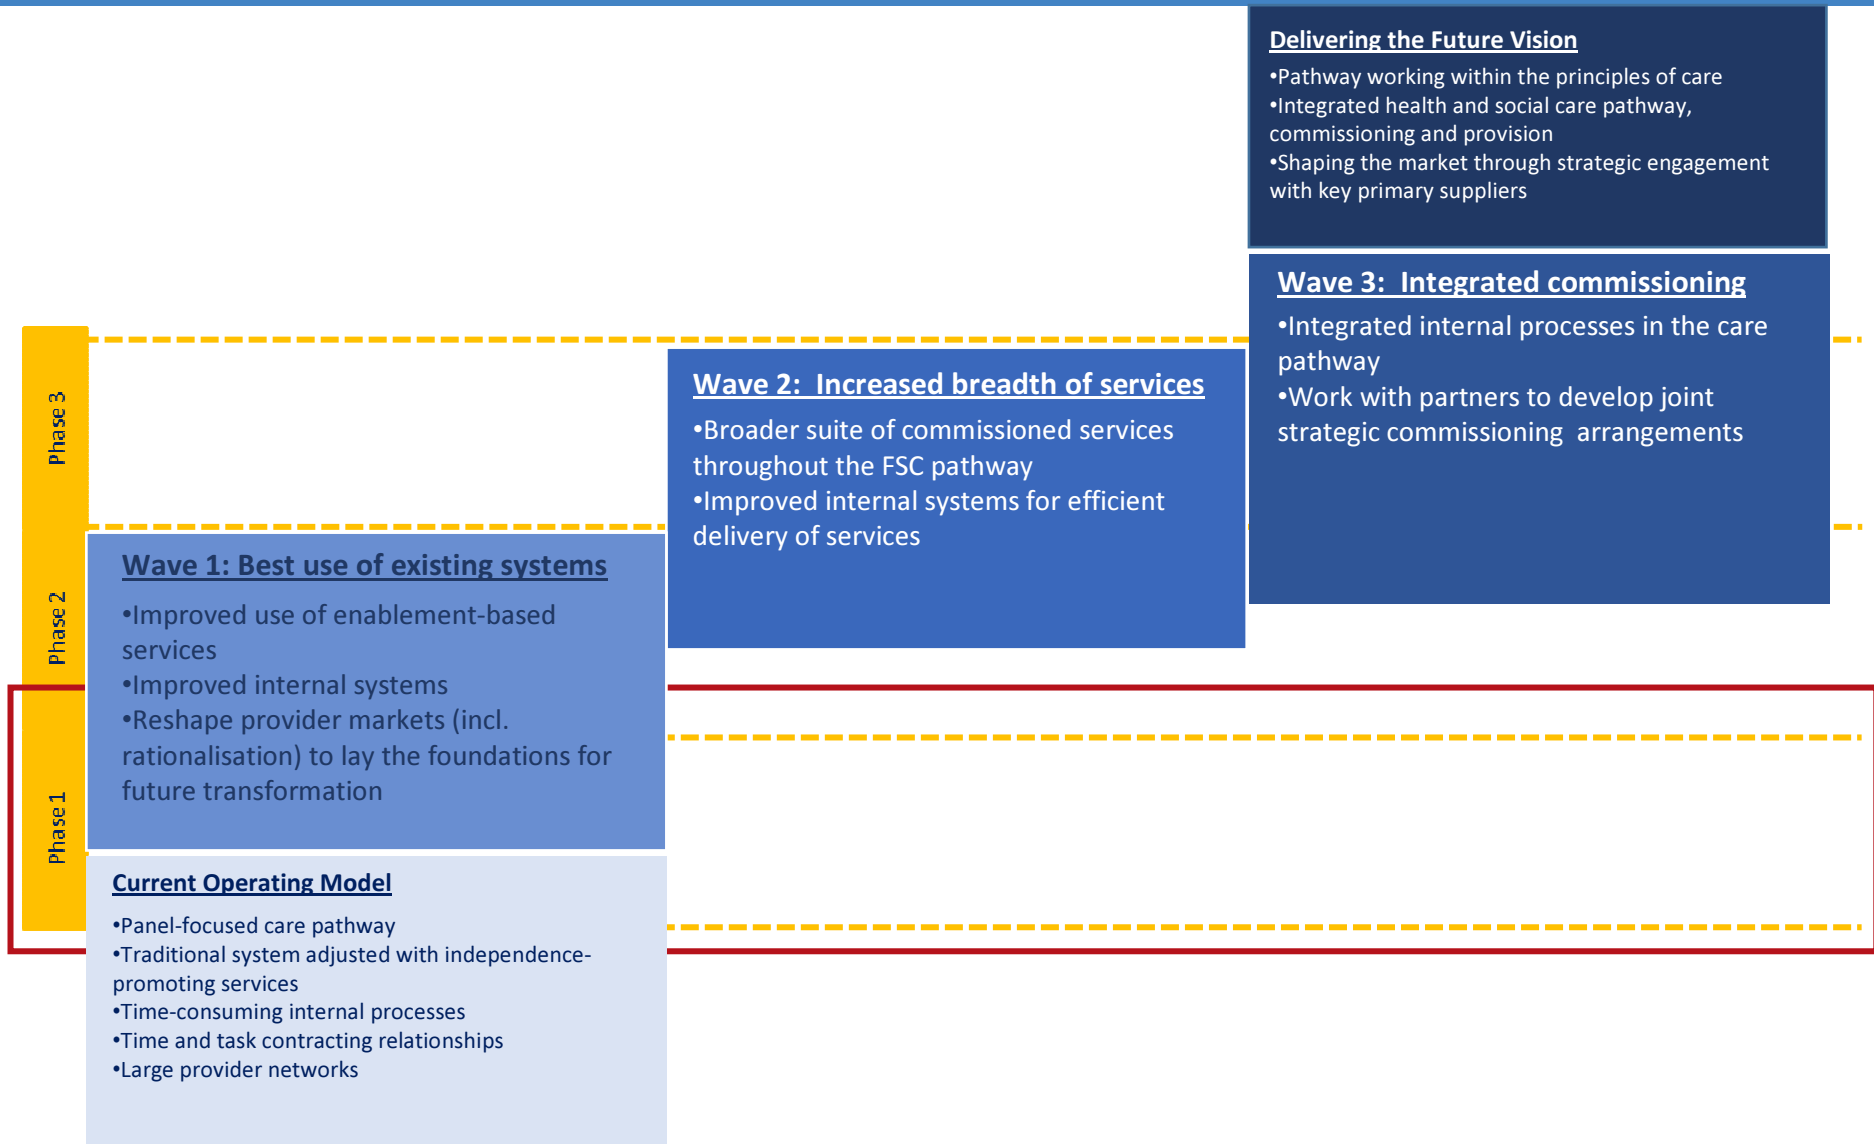 Delivering the Future Vision
•Pathway working within the principles of care
•Integrated health and social care pathway,
commissioning and provision
•Shaping the market through strategic engagement
with key primary suppliers
Wave 3:  Integrated commissioning
•Integrated internal processes in the care
pathway
•Work with partners to develop joint
strategic commissioning  arrangements
Phase 3
Wave 2:  Increased breadth of services
•Broader suite of commissioned services
throughout the FSC pathway
•Improved internal systems for efficient
delivery of services
Phase 2
Wave 1: Best use of existing systems
•Improved use of enablement-based
services
•Improved internal systems
•Reshape provider markets (incl.
rationalisation) to lay the foundations for
future transformation
Phase 1
Current Operating Model
•Panel-focused care pathway
•Traditional system adjusted with independence-
promoting services
•Time-consuming internal processes
•Time and task contracting relationships
•Large provider networks